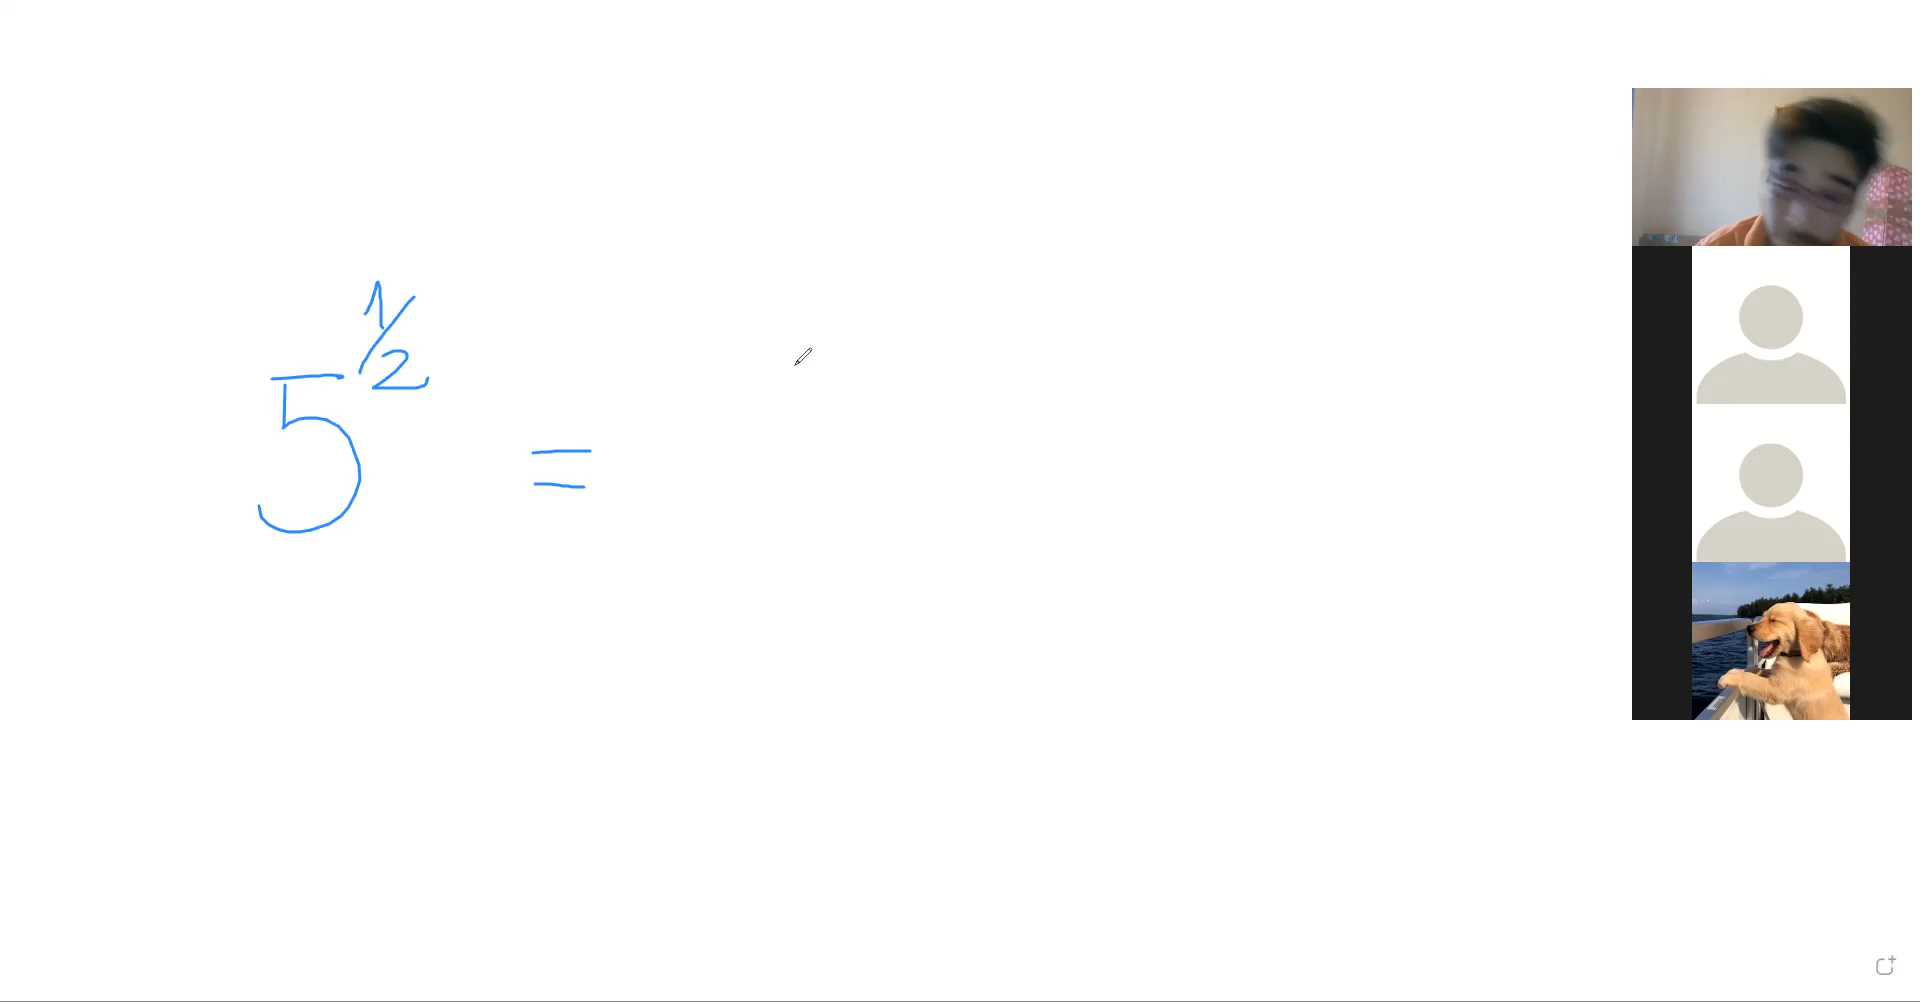 5^{1/2} =